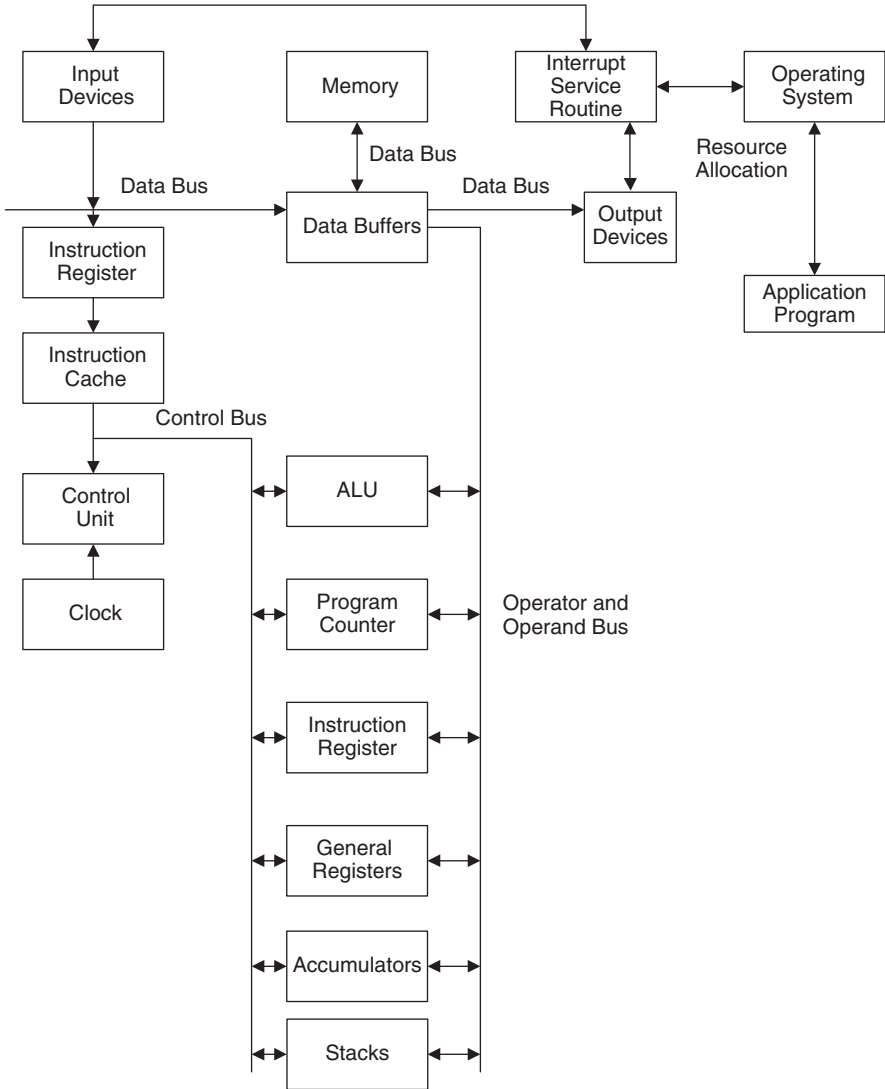 Input
Devices
Memory
Interrupt
Service
Routine
Operating
System
Data Bus
Resource
Allocation
Data Bus
Data Bus
Data Buffers
Output
Devices
Instruction
Register
Application
Program
Instruction
Cache
Control Bus
Control
Unit
ALU
Clock
Program
Counter
Operator and
Operand Bus
Instruction
Register
General
Registers
Accumulators
Stacks